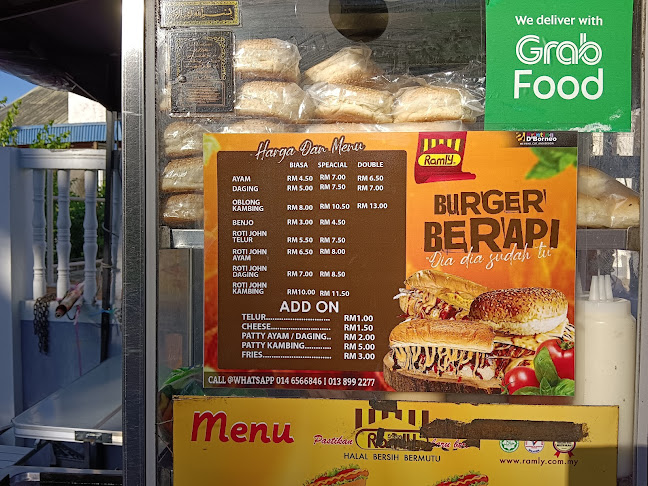 We deliver with
Grab
Food
Harga Dan Menu
BIASA SPEACIAL DOUBLE
AYAM RM 4.50 RM 7.00 RM 6.50
DAGING RM 5.00 RM 7.50 RM 7.00
OBLONG
KAMBING RM 8.00 RM 10.50 RM 13.00
BENJO RM 3.00 RM 4.50
ROTI JOHN
TELUR RM 5.50 RM 7.50
ROTI JOHN
AYAM RM 6.50 RM 8.00
ROTI JOHN
DAGING RM 7.00 RM 8.50
ROTI JOHN
KAMBING RM10.00 RM 11.50
ADD ON
TELUR RM1.00
CHEESE RM1.50
PATTY AYAM / DAGING.. RM 2.00
PATTY KAMBING RM 5.00
FRIES RM 3.00
CALL @WHATSAPP 014 6566846 I 013 899 2277
RAMLY
D'Borneo
BURGER
BERAPI
"Dia dia sudah tu"
Menu
Pastikan
HALAL BERSIH BERMUTU
www.ramly.com.my